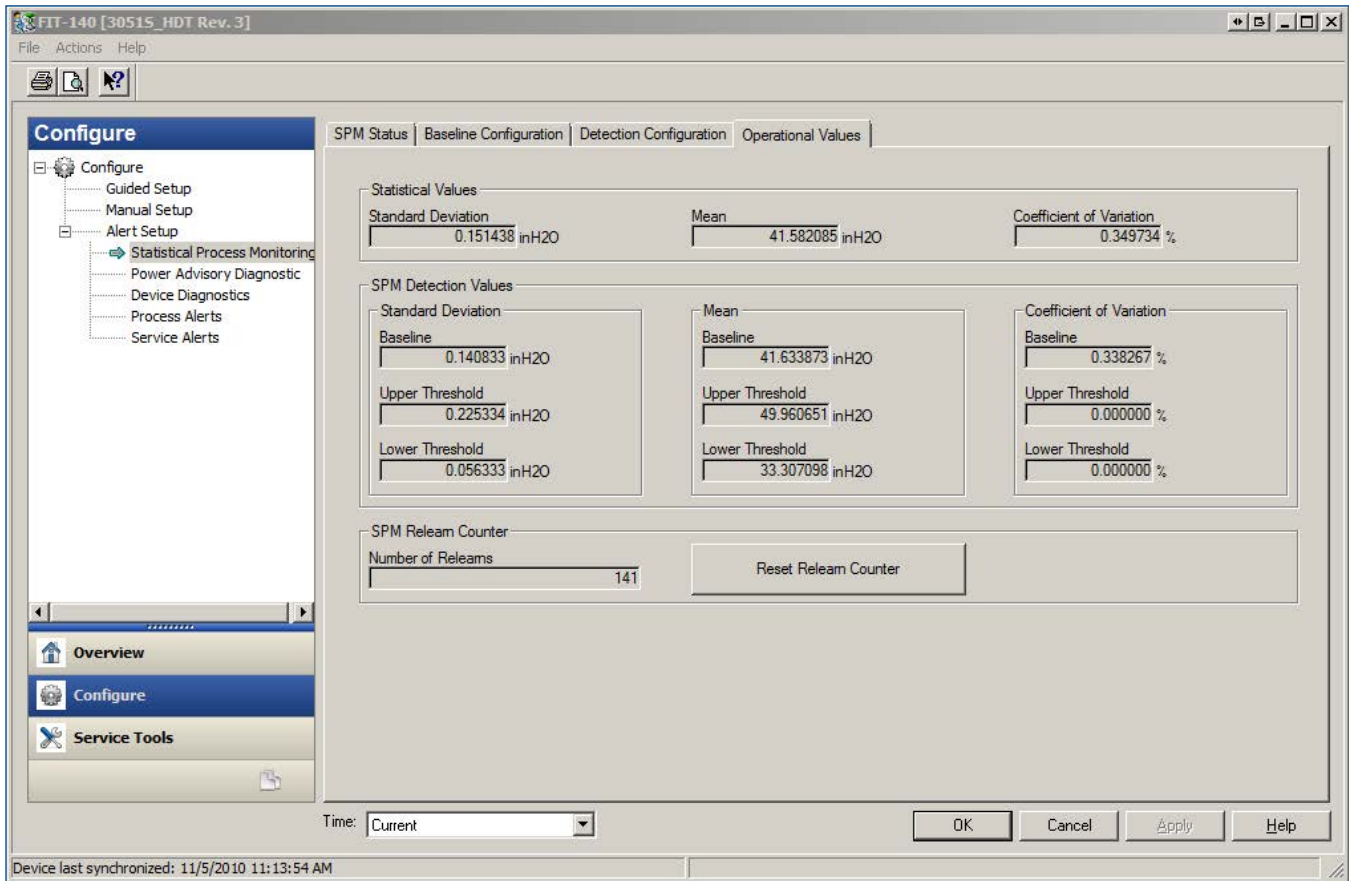 FIT-140 [3051S_HDT Rev. 3]
File Actions Help
Configure
Configure
Guided Setup
Manual Setup
Alert Setup
Statistical Process Monitoring
Power Advisory Diagnostic
Device Diagnostics
Process Alerts
Service Alerts
Overview
Configure
Service Tools
SPM Status Baseline Configuration Detection Configuration Operational Values
Statistical Values
Standard Deviation Mean Coefficient of Variation
0.151438 inH2O 41.582085 inH2O 0.349734 %
SPM Detection Values
Standard Deviation Mean Coefficient of Variation
Baseline Baseline Baseline
0.140833 inH2O 41.633873 inH2O 0.338267 %
Upper Threshold Upper Threshold Upper Threshold
0.225334 inH2O 49.960651 inH2O 0.000000 %
Lower Threshold Lower Threshold Lower Threshold
0.056333 inH2O 33.307098 inH2O 0.000000 %
SPM Relearn Counter
Number of Relearns
141 Reset Relearn Counter
Time: Current OK Cancel Apply Help
Device last synchronized: 11/5/2010 11:13:54 AM